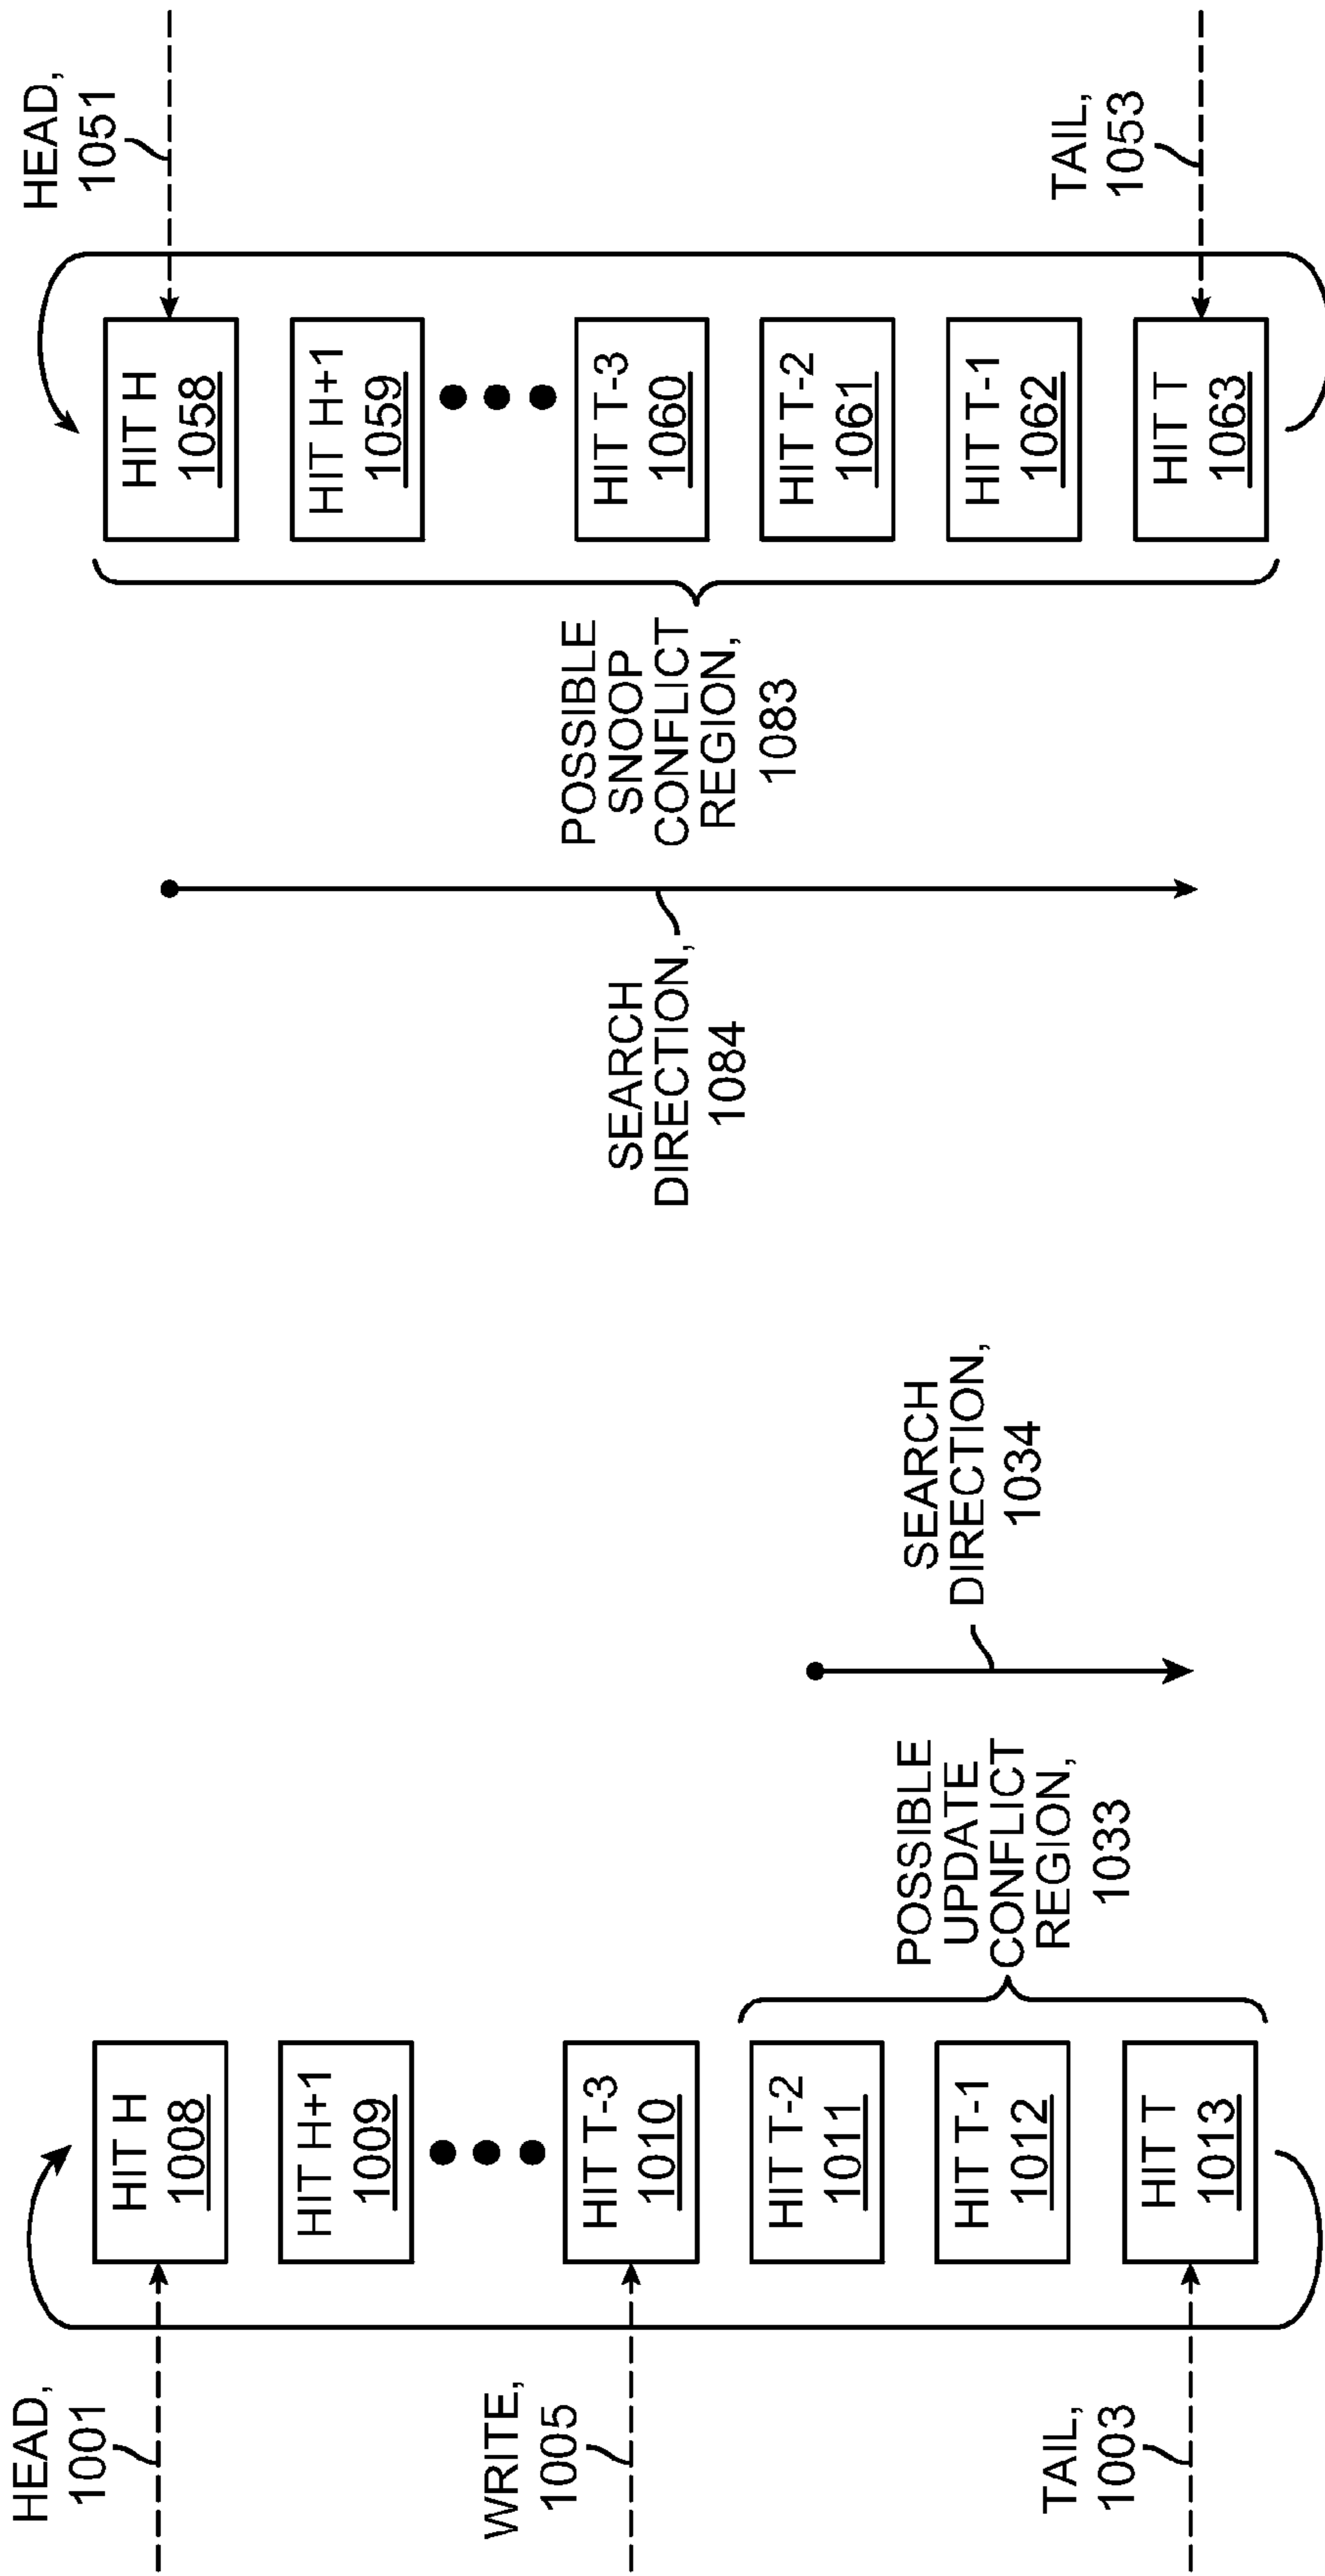 HEAD,
1001
WRITE,
1005
TAIL,
1003
HIT H
1008
HIT H+1
1009
HIT T-3
1010
HIT T-2
1011
HIT T-1
1012
HIT T
1013
POSSIBLE
UPDATE
CONFLICT
REGION,
1033
SEARCH
DIRECTION,
1034
SEARCH
DIRECTION,
1084
POSSIBLE
SNOOP
CONFLICT
REGION,
1083
HIT H
1058
HIT H+1
1059
HIT T-3
1060
HIT T-2
1061
HIT T-1
1062
HIT T
1063
HEAD,
1051
TAIL,
1053